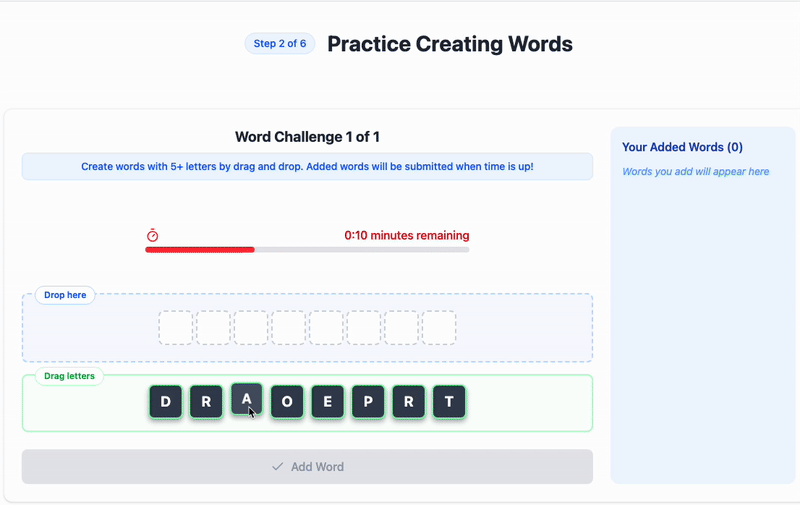 Step 2 of 6
Practice Creating Words
Word Challenge 1 of 1
Create words with 5+ letters by drag and drop. Added words will be submitted when time is up!
0:10 minutes remaining
Drop here
Drag letters
D R A O E P R T
Add Word
Your Added Words (0)
Words you add will appear here